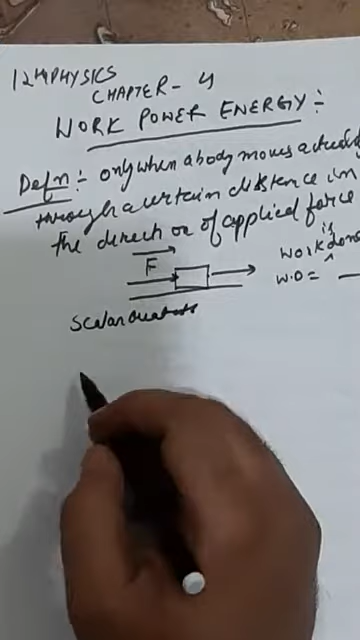 12th PHYSICS
CHAPTER - 4
WORK POWER ENERGY :-
Defn :- only when a body moves actually
through a certain distance in
the direction of applied force
work is done
F
W.D =
Scalar quantity